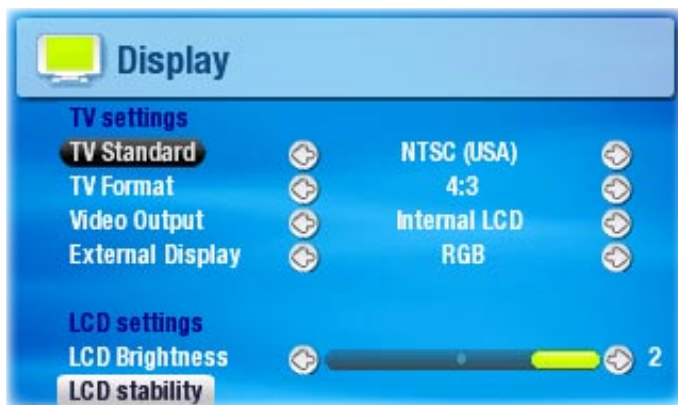 Display
TV settings
TV Standard NTSC (USA)
TV Format 4:3
Video Output Internal LCD
External Display RGB
LCD settings
LCD Brightness 2
LCD stability